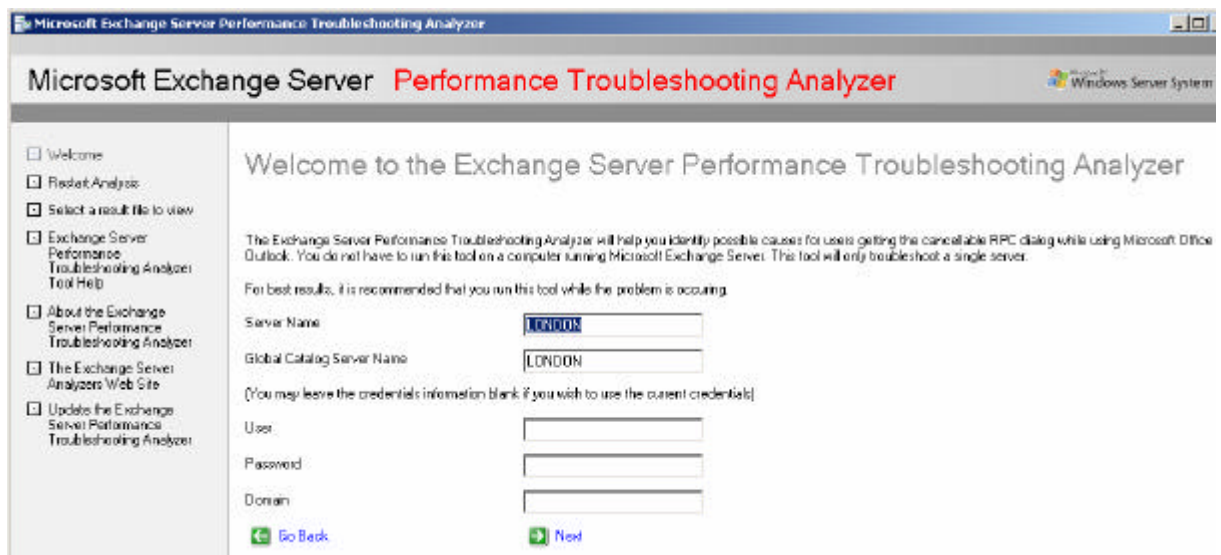 Microsoft Exchange Server Performance Troubleshooting Analyzer
Microsoft Exchange Server Performance Troubleshooting Analyzer
Windows Server System
Welcome
Restart Analysis
Select a result file to view
Exchange Server
Performance
Troubleshooting Analyzer
Tool Help
About the Exchange
Server Performance
Troubleshooting Analyzer
The Exchange Server
Analyzers Web Site
Update the Exchange
Server Performance
Troubleshooting Analyzer
Welcome to the Exchange Server Performance Troubleshooting Analyzer
The Exchange Server Performance Troubleshooting Analyzer will help you identify possible causes for users getting the cancellable RPC dialog while using Microsoft Office
Outlook. You do not have to run this tool on a computer running Microsoft Exchange Server. This tool will only troubleshoot a single server.
For best results, it is recommended that you run this tool while the problem is occuring.
Server Name
LONDON
Global Catalog Server Name
LONDON
(You may leave the credentials information blank if you wish to use the current credentials)
User
Password
Domain
Go Back
Next